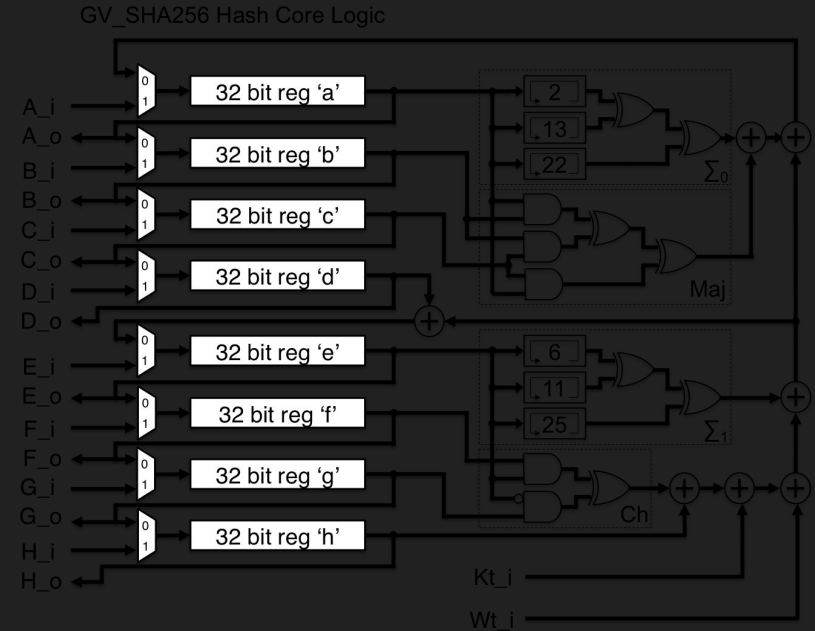 GV_SHA256 Hash Core Logic
0
1
32 bit reg ‘a’
2
A_i
13
A_o
0
1
32 bit reg ‘b’
22
B_i
Σ0
B_o
0
1
32 bit reg ‘c’
C_i
C_o
0
1
32 bit reg ‘d’
D_i
Maj
D_o
0
1
32 bit reg ‘e’
6
E_i
11
E_o
0
1
32 bit reg ‘f’
25
F_i
Σ1
F_o
0
1
32 bit reg ‘g’
G_i
G_o
Ch
0
1
32 bit reg ‘h’
H_i
H_o
Kt_i
Wt_i